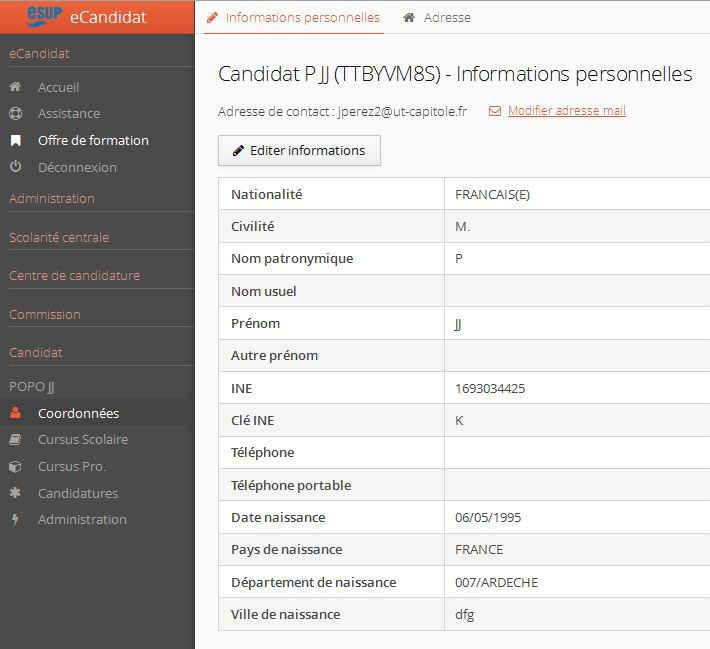 esup eCandidat
eCandidat
Accueil
Assistance
Offre de formation
Déconnexion
Administration
Scolarité centrale
Centre de candidature
Commission
Candidat
POPO JJ
Coordonnées
Cursus Scolaire
Cursus Pro.
Candidatures
Administration
Informations personnelles Adresse
Candidat P JJ (TTBYVM8S) - Informations personnelles
Adresse de contact : jperez2@ut-capitole.fr Modifier adresse mail
Editer informations
Nationalité FRANCAIS(E)
Civilité M.
Nom patronymique P
Nom usuel
Prénom JJ
Autre prénom
INE 1693034425
Clé INE K
Téléphone
Téléphone portable
Date naissance 06/05/1995
Pays de naissance FRANCE
Département de naissance 007/ARDECHE
Ville de naissance dfg